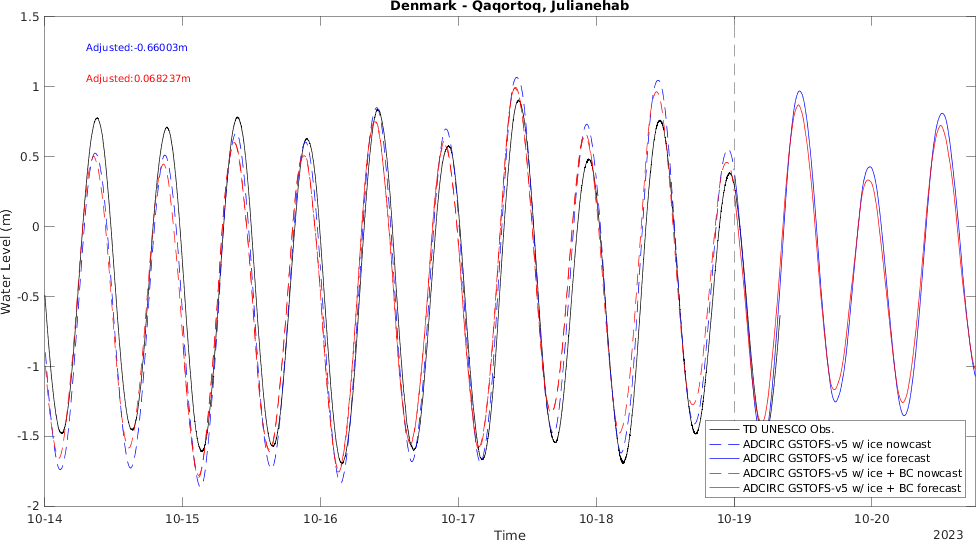 Denmark - Qaqortoq, Julianehab
1.5
Adjusted:-0.66003m
Adjusted:0.068237m
1
0.5
0
-0.5
-1
-1.5
-2
Water Level (m)
TD UNESCO Obs.
ADCIRC GSTOFS-v5 w/ ice nowcast
ADCIRC GSTOFS-v5 w/ ice forecast
ADCIRC GSTOFS-v5 w/ ice + BC nowcast
ADCIRC GSTOFS-v5 w/ ice + BC forecast
10-14 10-15 10-16 10-17 10-18 10-19 10-20
Time
2023